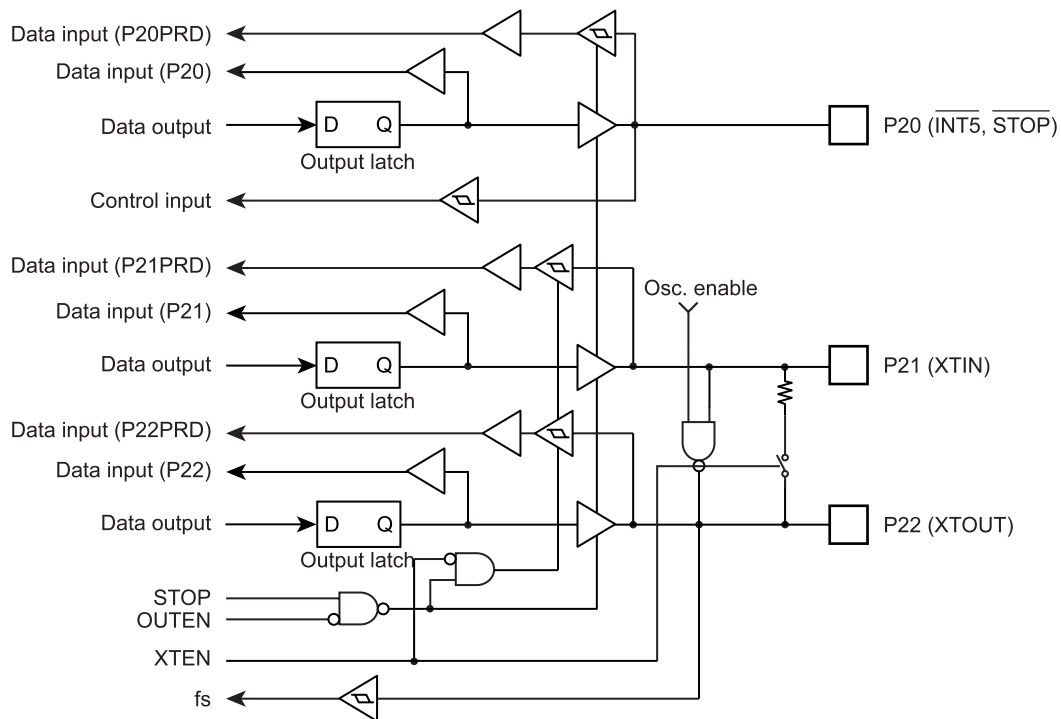 Data input (P20PRD)
Data input (P20)
Data output
D Q
Output latch
P20 (INT5, STOP)
Control input
Data input (P21PRD)
Osc. enable
Data input (P21)
Data output
D Q
Output latch
P21 (XTIN)
Data input (P22PRD)
Data input (P22)
Data output
D Q
Output latch
P22 (XTOUT)
STOP
OUTEN
XTEN
fs